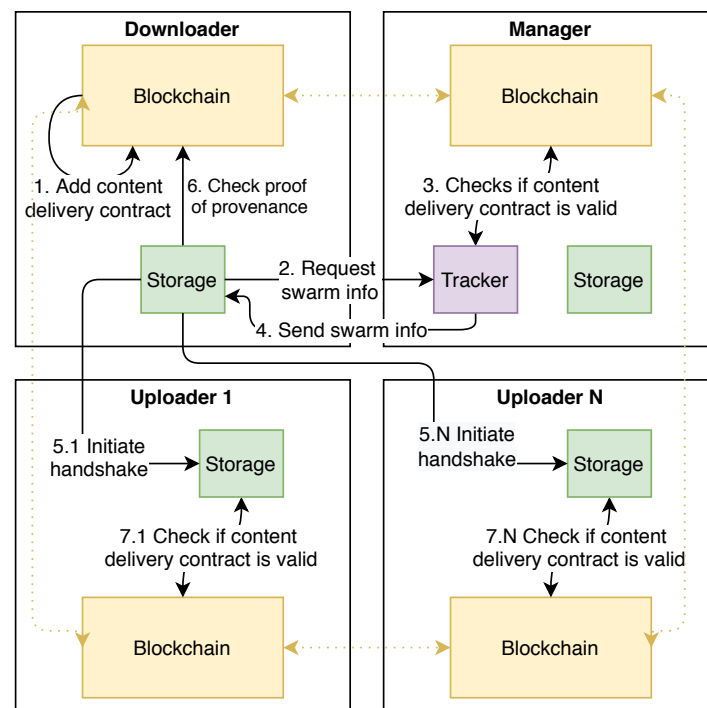 Downloader
Manager
Blockchain
Blockchain
1. Add content
delivery contract
6. Check proof
of provenance
3. Checks if content
delivery contract is valid
Storage
2. Request
swarm info
Tracker
Storage
4. Send swarm info
Uploader 1
Uploader N
5.1 Initiate
handshake
Storage
5.N Initiate
handshake
Storage
7.1 Check if content
delivery contract is valid
7.N Check if content
delivery contract is valid
Blockchain
Blockchain